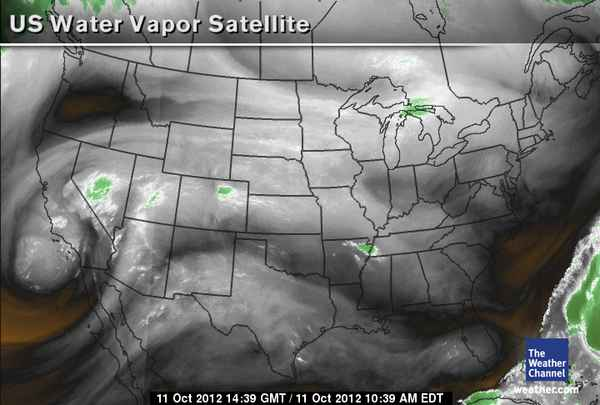 US Water Vapor Satellite
The
Weather
Channel
weather.com
11 Oct 2012 14:39 GMT / 11 Oct 2012 10:39 AM EDT